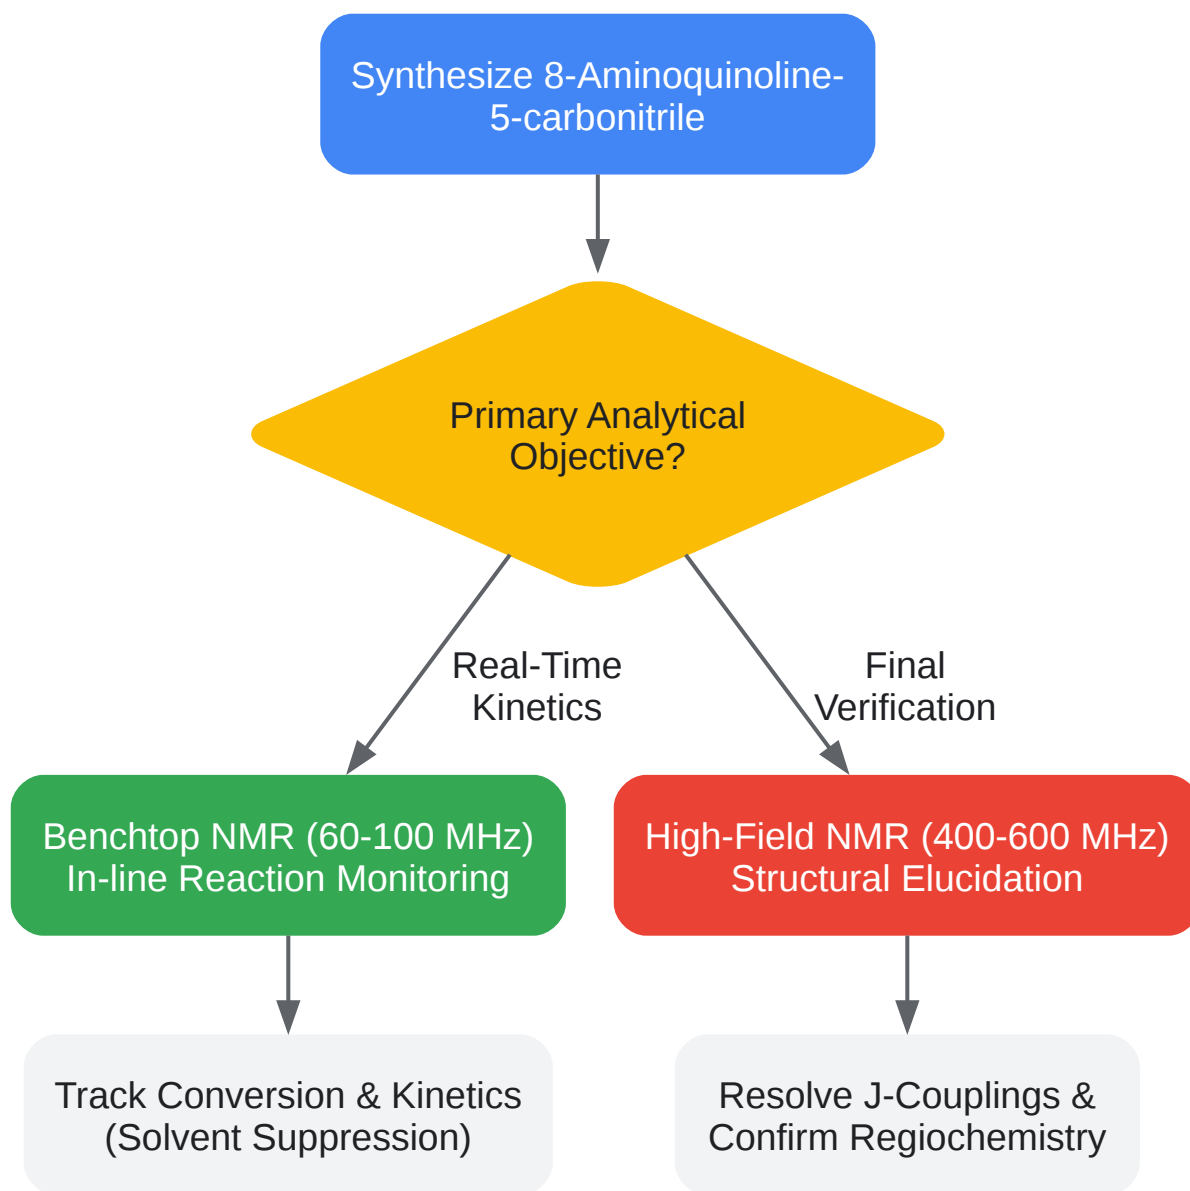 Synthesize 8-Aminoquinoline-
5-carbonitrile
Primary Analytical
Objective?
Real-Time
Kinetics
Final
Verification
Benchtop NMR (60-100 MHz)
In-line Reaction Monitoring
High-Field NMR (400-600 MHz)
Structural Elucidation
Track Conversion & Kinetics
(Solvent Suppression)
Resolve J-Couplings &
Confirm Regiochemistry